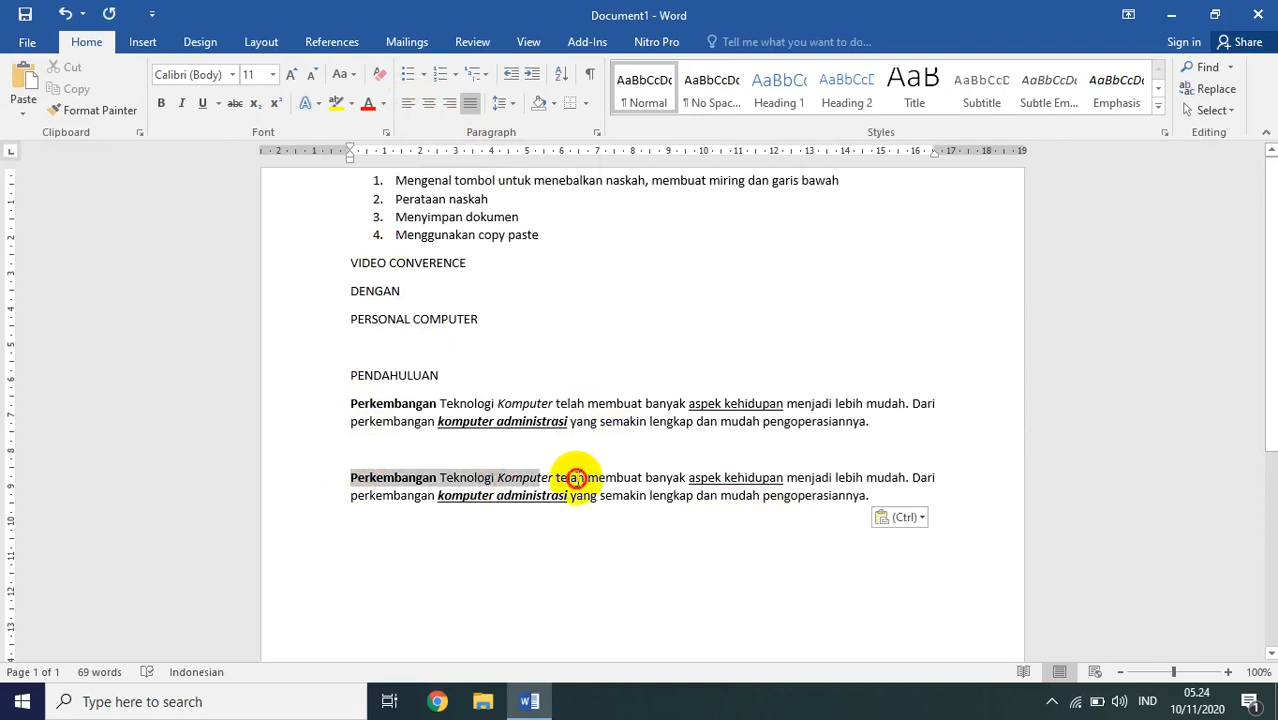 Document1 - Word
Sign in
Share
File
Home
Insert
Design
Layout
References
Mailings
Review
View
Add-Ins
Nitro Pro
Tell me what you want to do...
Paste
Cut
Copy
Format Painter
Clipboard
Calibri (Body)
11
Font
Paragraph
AaBbCcDc
¶ Normal
AaBbCcDc
¶ No Spac...
AaBbCc
Heading 1
AaBbCcD
Heading 2
AaB
Title
AaBbCcD
Subtitle
AaBbCcDc
Subtle Em...
AaBbCcDc
Emphasis
Styles
Find
Replace
Select
Editing
1. Mengenal tombol untuk menebalkan naskah, membuat miring dan garis bawah
2. Perataan naskah
3. Menyimpan dokumen
4. Menggunakan copy paste
VIDEO CONVERENCE
DENGAN
PERSONAL COMPUTER
PENDAHULUAN
Perkembangan Teknologi Komputer telah membuat banyak aspek kehidupan menjadi lebih mudah. Dari
perkembangan komputer administrasi yang semakin lengkap dan mudah pengoperasiannya.
Perkembangan Teknologi Komputer telah membuat banyak aspek kehidupan menjadi lebih mudah. Dari
perkembangan komputer administrasi yang semakin lengkap dan mudah pengoperasiannya.
(Ctrl)
Page 1 of 1
69 words
Indonesian
100%
Type here to search
IND
05.24
10/11/2020